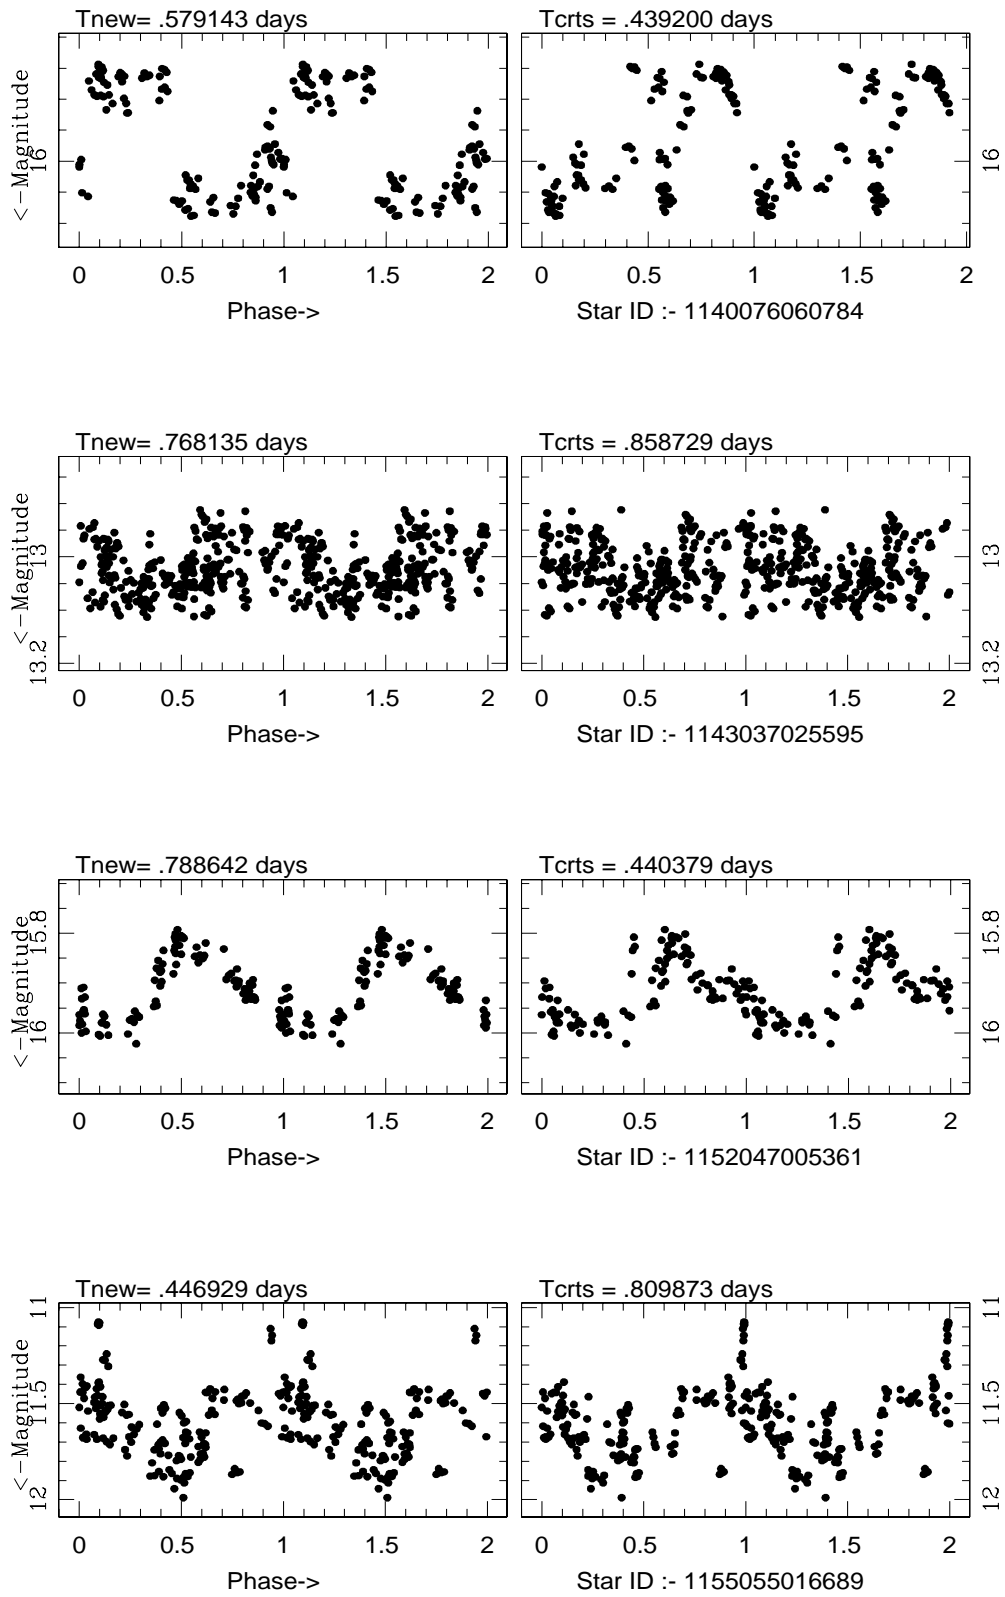 Tnew= .579143 days
Tcrts = .439200 days
<-Magnitude
16
16
0 0.5 1 1.5 2
0 0.5 1 1.5 2
Phase->
Star ID :- 1140076060784
Tnew= .768135 days
Tcrts = .858729 days
<-Magnitude
13
13.2
13
13.2
0 0.5 1 1.5 2
0 0.5 1 1.5 2
Phase->
Star ID :- 1143037025595
Tnew= .788642 days
Tcrts = .440379 days
<-Magnitude
15.8
16
15.8
16
0 0.5 1 1.5 2
0 0.5 1 1.5 2
Phase->
Star ID :- 1152047005361
Tnew= .446929 days
Tcrts = .809873 days
<-Magnitude
11
11.5
12
11
11.5
12
0 0.5 1 1.5 2
0 0.5 1 1.5 2
Phase->
Star ID :- 1155055016689